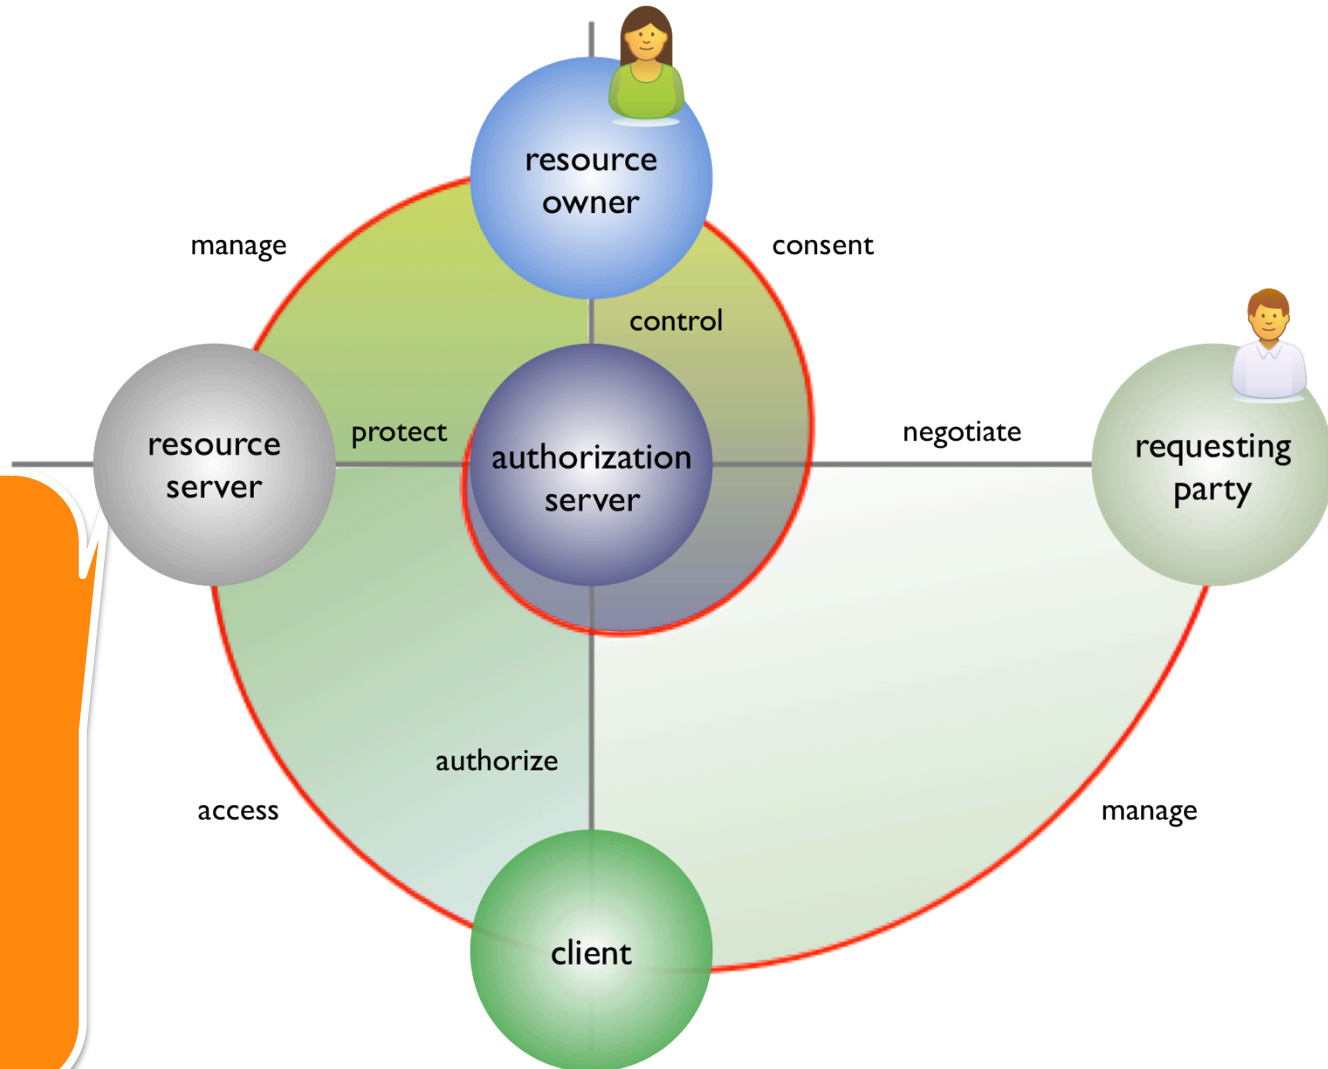 resource
owner
manage
consent
control
protect
negotiate
resource
server
authorization
server
requesting
party
authorize
access
manage
client